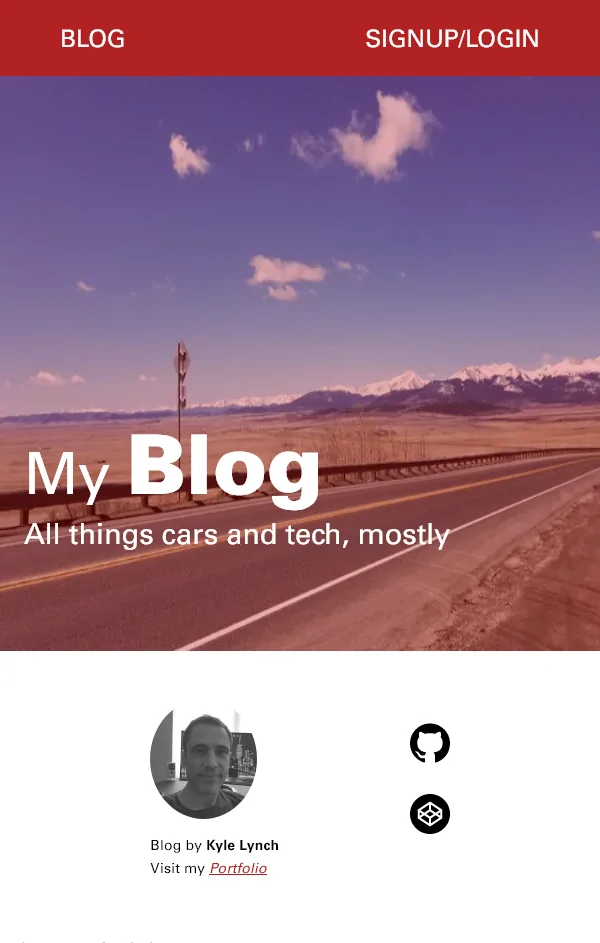 BLOG SIGNUP/LOGIN
My Blog
All things cars and tech, mostly
Blog by Kyle Lynch
Visit my Portfolio